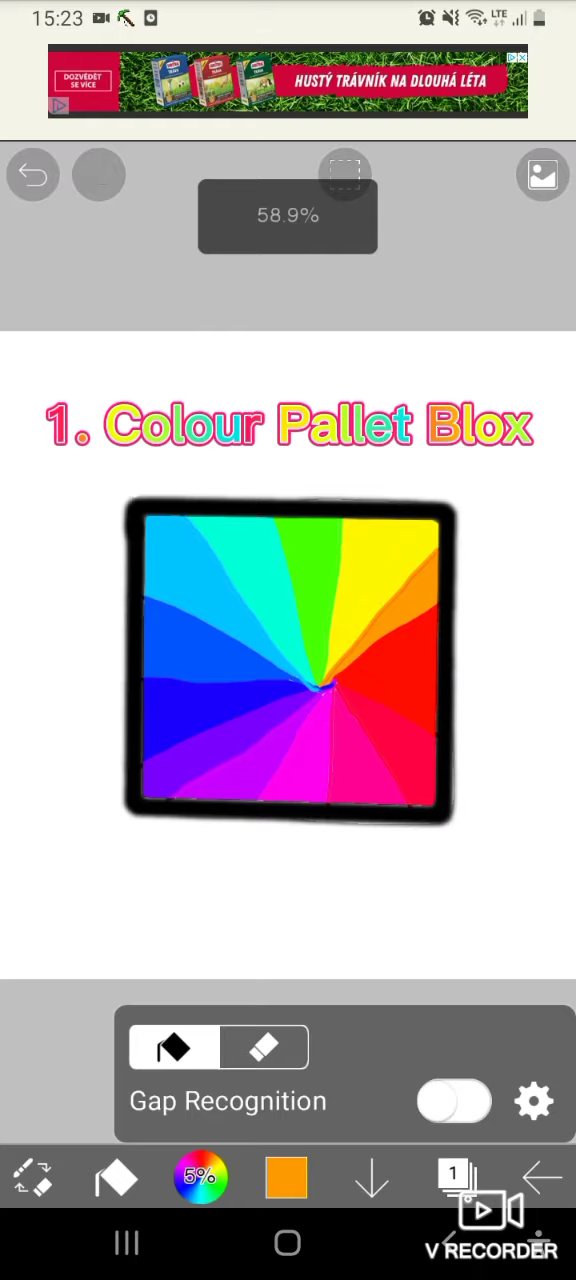 15:23
LTE
DOZVĚDĚT
SE VÍCE
HUSTÝ TRÁVNÍK NA DLOUHÁ LÉTA
58.9%
1. Colour Pallet Blox
Gap Recognition
5%
1
V RECORDER